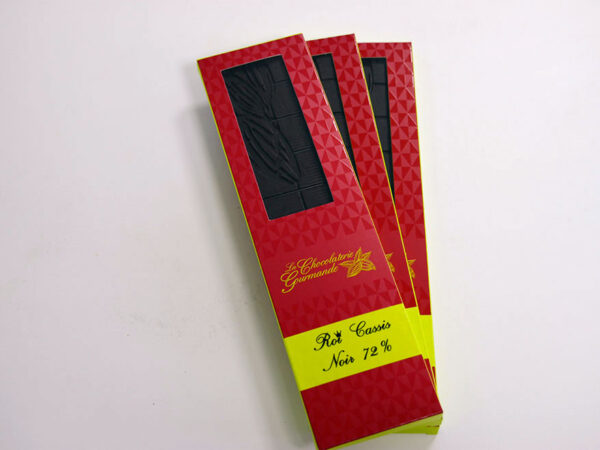 La Chocolaterie
Gourmande
Roi Cassis
Noir 72%